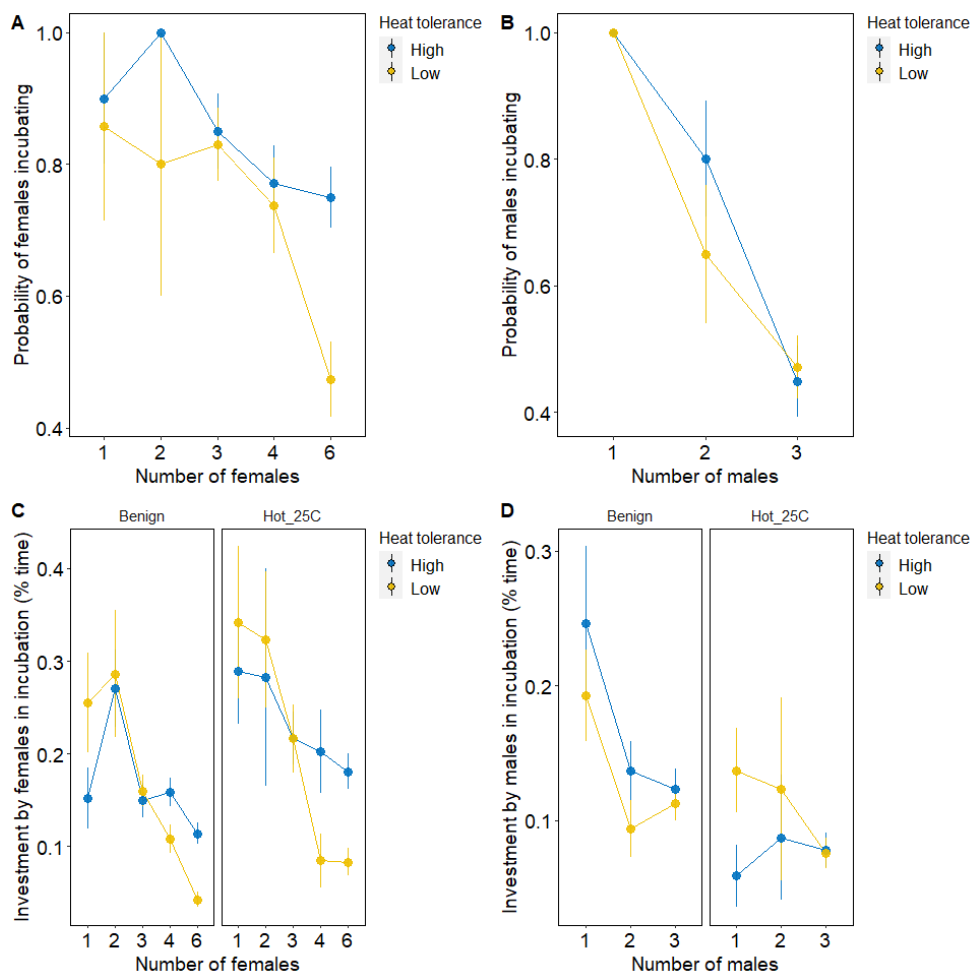 A
Probability of females incubating
1.0
0.8
0.6
0.4
1 2 3 4 6
Number of females
Heat tolerance
High
Low
B
Probability of males incubating
1.0
0.8
0.6
0.4
1 2 3
Number of males
Heat tolerance
High
Low
C
Benign Hot_25C
Investment by females in incubation (% time)
0.4
0.3
0.2
0.1
1 2 3 4 6 1 2 3 4 6
Number of females
Heat tolerance
High
Low
D
Benign Hot_25C
Investment by males in incubation (% time)
0.3
0.2
0.1
1 2 3 1 2 3
Number of males
Heat tolerance
High
Low